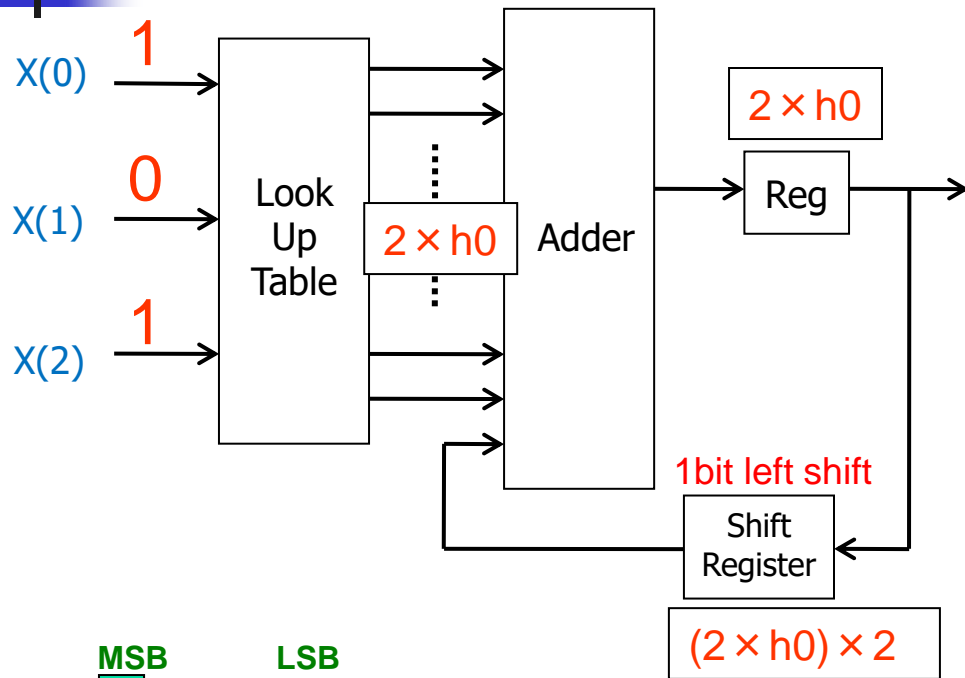 1
X(0)
0
X(1)
1
X(2)
Look
Up
Table
2 × h0
Adder
2 × h0
Reg
1bit left shift
Shift
Register
(2 × h0) × 2
MSB LSB